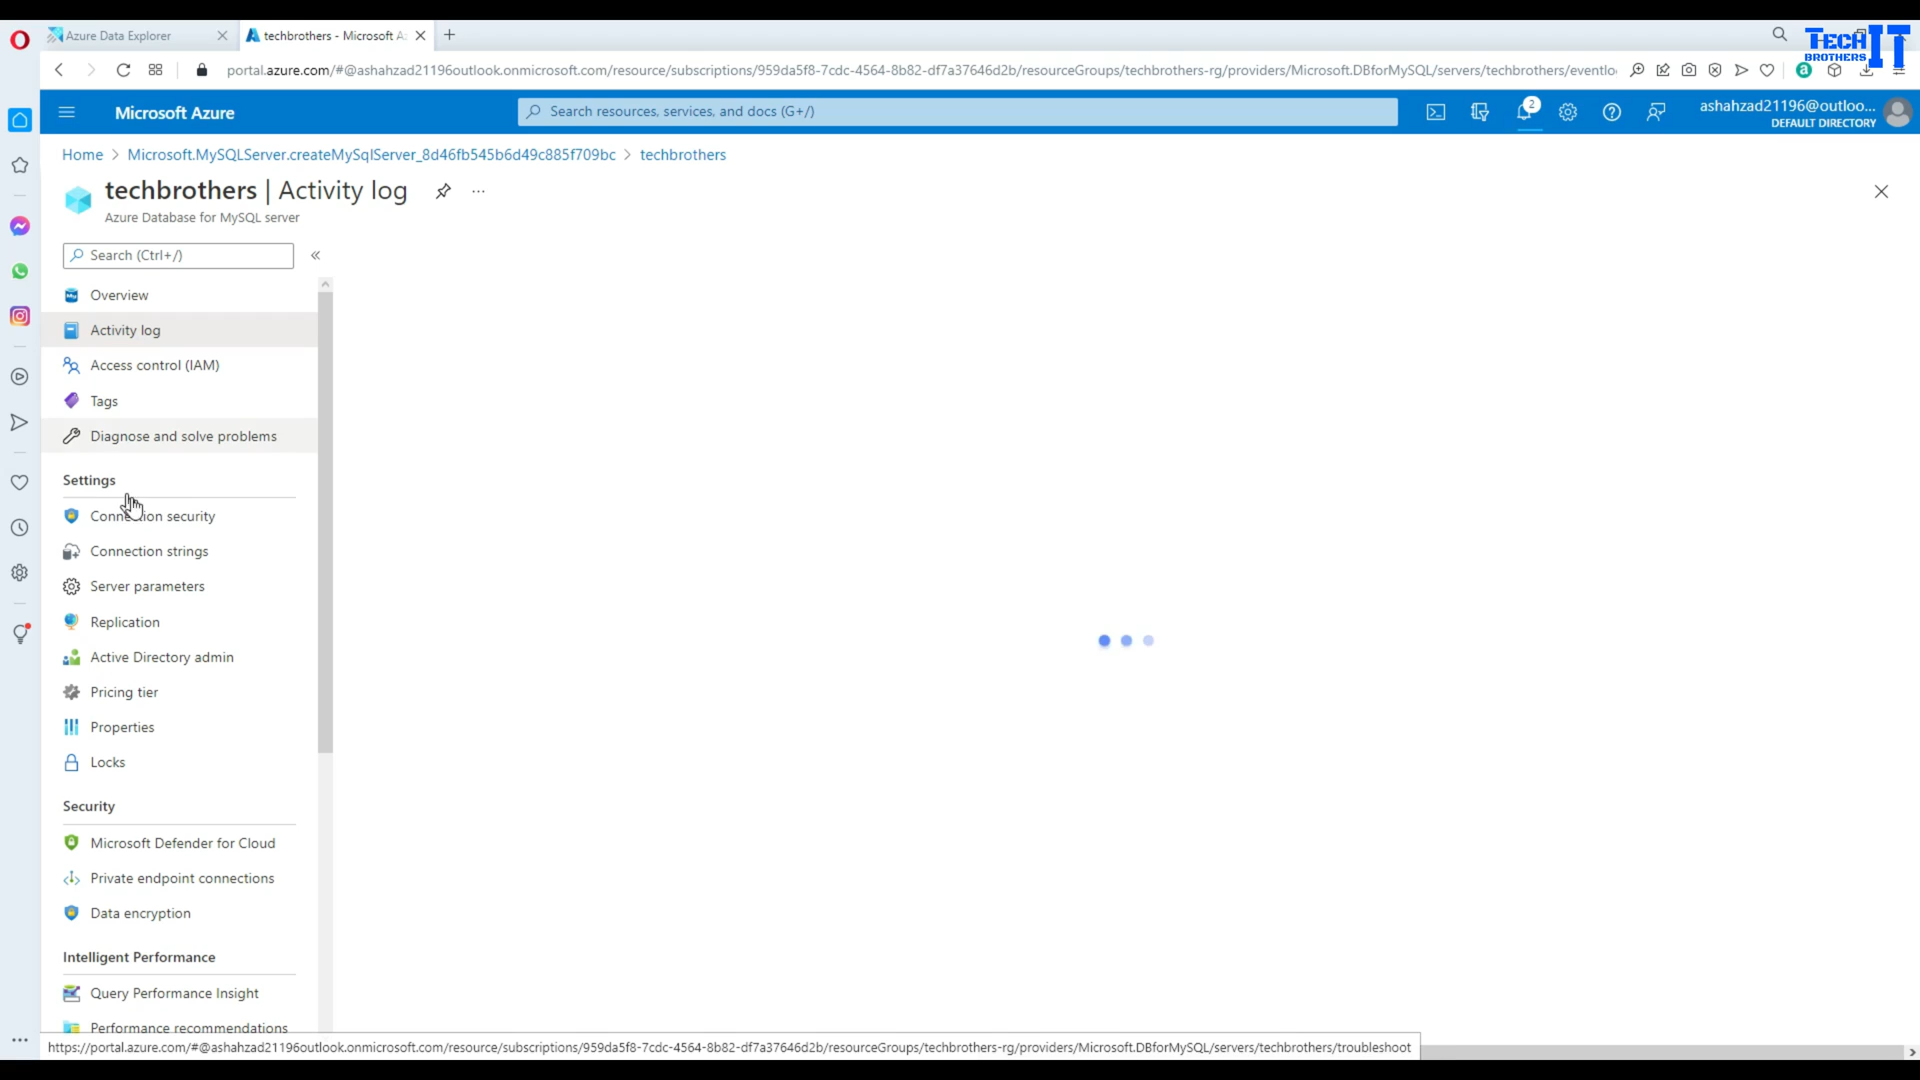 Azure Data Explorer
techbrothers - Microsoft A:
TECH IT
BROTHERS
portal.azure.com/#@ashahzad21196outlook.onmicrosoft.com/resource/subscriptions/959da5f8-7cdc-4564-8b82-df7a37646d2b/resourceGroups/techbrothers-rg/providers/Microsoft.DBforMySQL/servers/techbrothers/eventlo
Microsoft Azure
Search resources, services, and docs (G+/)
2
ashahzad21196@outloo...
DEFAULT DIRECTORY
Home > Microsoft.MySQLServer.createMySqlServer_8d46fb545b6d49c885f709bc > techbrothers
techbrothers | Activity log
Azure Database for MySQL server
Search (Ctrl+/)
Overview
Activity log
Access control (IAM)
Tags
Diagnose and solve problems
Settings
Connection security
Connection strings
Server parameters
Replication
Active Directory admin
Pricing tier
Properties
Locks
Security
Microsoft Defender for Cloud
Private endpoint connections
Data encryption
Intelligent Performance
Query Performance Insight
Performance recommendations
https://portal.azure.com/#@ashahzad21196outlook.onmicrosoft.com/resource/subscriptions/959da5f8-7cdc-4564-8b82-df7a37646d2b/resourceGroups/techbrothers-rg/providers/Microsoft.DBforMySQL/servers/techbrothers/troubleshoot